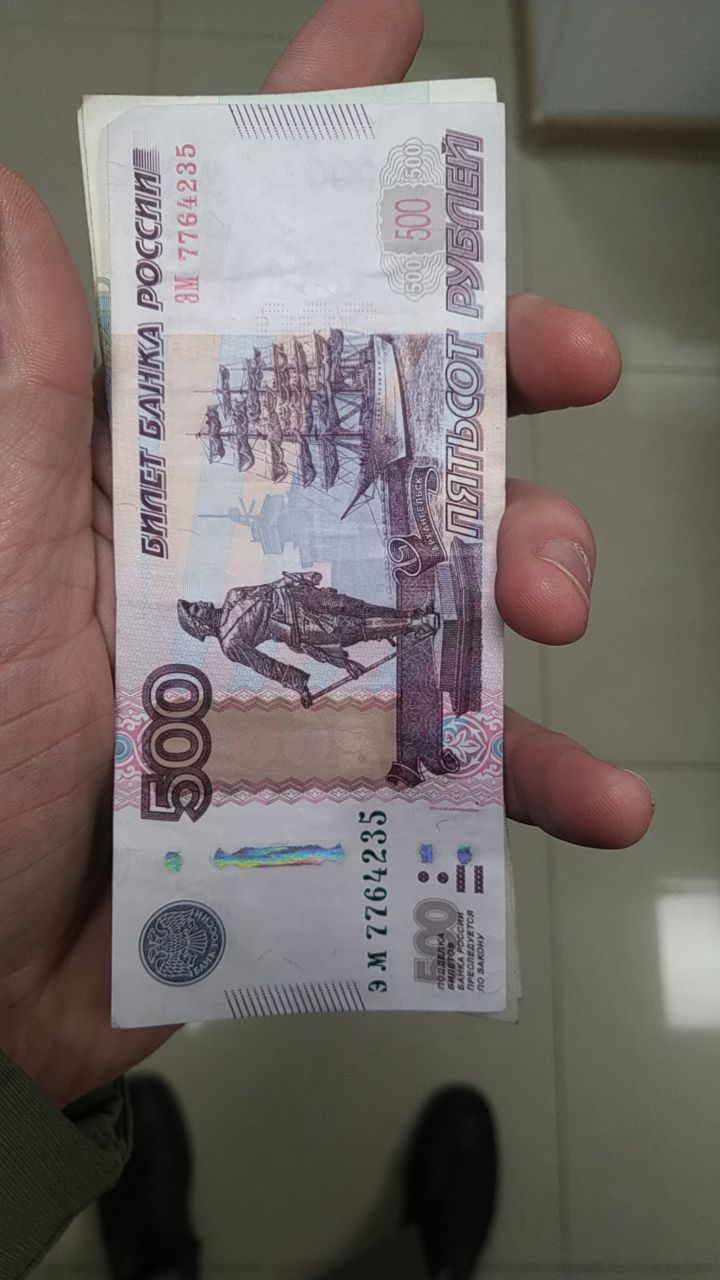 БАНК РОССИИ
500
БИЛЕТ БАНКА РОССИИ
ЭМ 7764235
ЭМ 7764235
500
ПОДДЕЛКА
БИЛЕТОВ
БАНКА РОССИИ
ПРЕСЛЕДУЕТСЯ
ПО ЗАКОНУ
АРХАНГЕЛЬСК
500 500 500
ПЯТЬСОТ РУБЛЕЙ